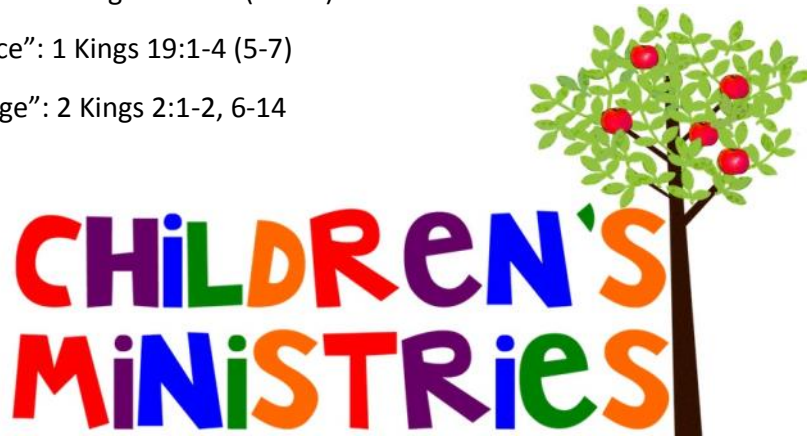 ce”: 1 Kings 19:1-4 (5-7)
ge”: 2 Kings 2:1-2, 6-14
CHiLDReN'S
MiNiSTRieS